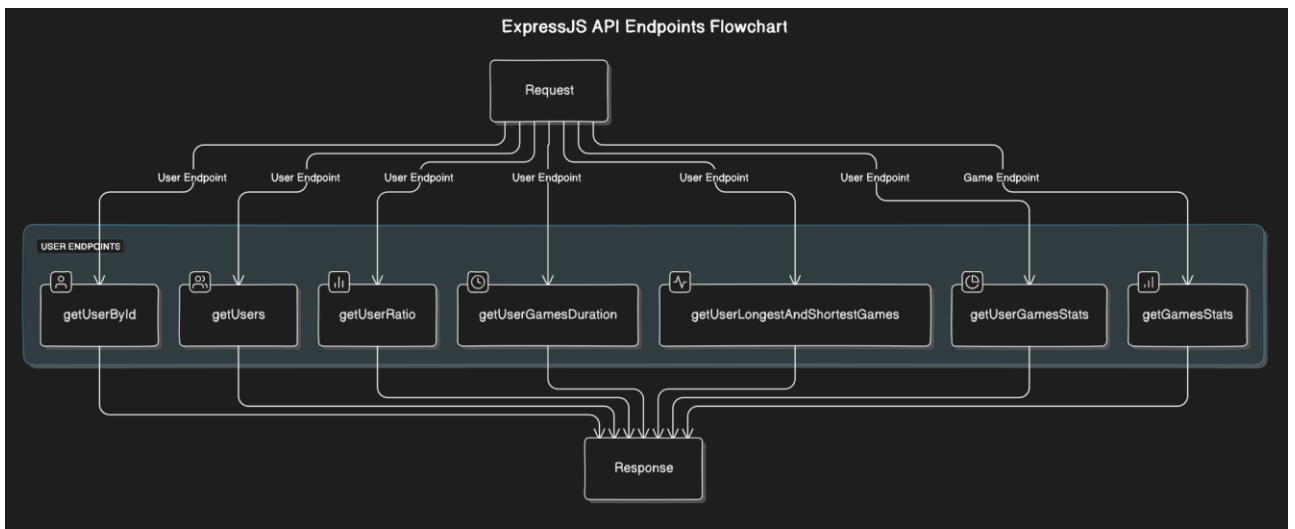 ExpressJS API Endpoints Flowchart
Request
User Endpoint
User Endpoint
User Endpoint
User Endpoint
User Endpoint
User Endpoint
Game Endpoint
USER ENDPOINTS
getUserById
getUsers
getUserRatio
getUserGamesDuration
getUserLongestAndShortestGames
getUserGamesStats
getGamesStats
Response